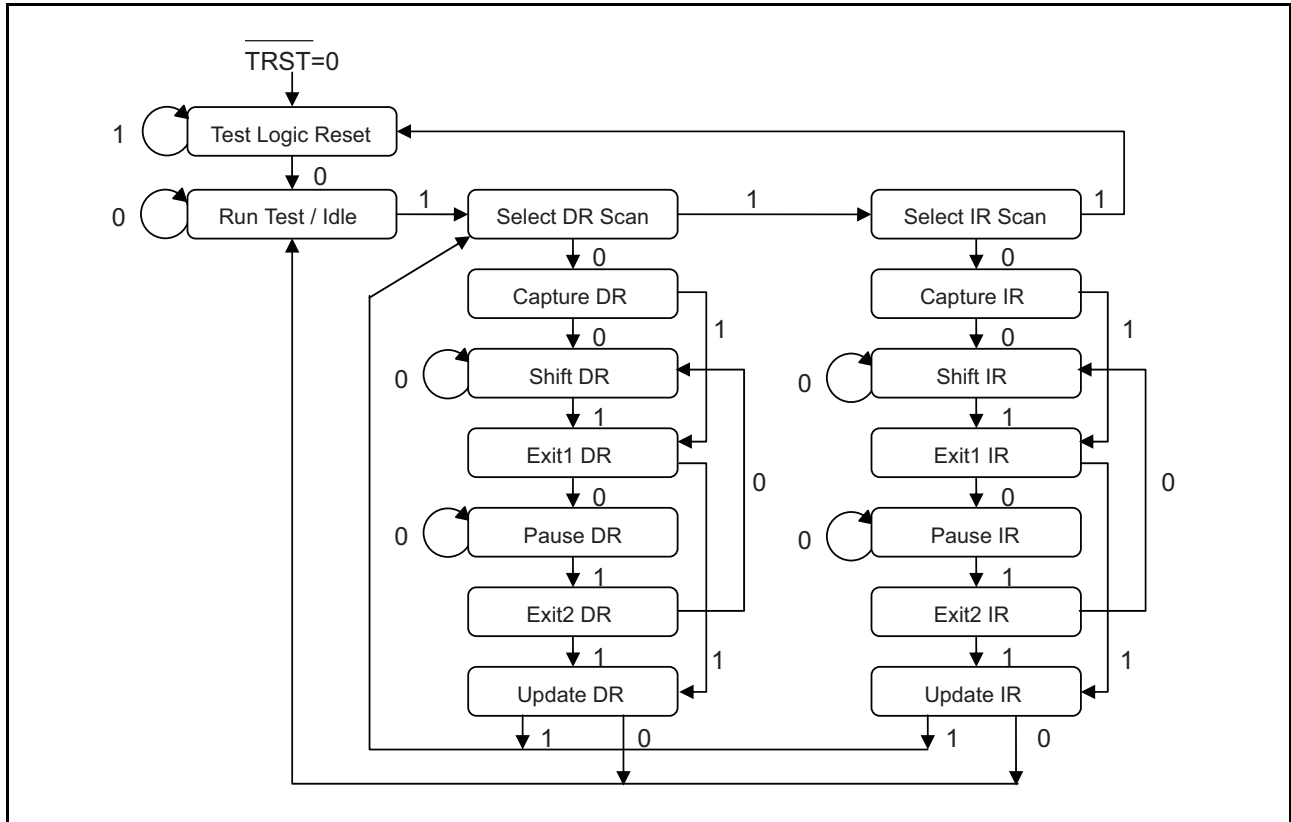 TRST=0
1 Test Logic Reset
0
0 Run Test / Idle 1 Select DR Scan 1 Select IR Scan 1
0 0
Capture DR Capture IR
1 1
0 0
0 Shift DR 0 Shift IR
1 1
Exit1 DR Exit1 IR
0 0
0 0
0 Pause DR 0 Pause IR
1 1
Exit2 DR Exit2 IR
1 1 1 1
Update DR Update IR
1 0 1 0